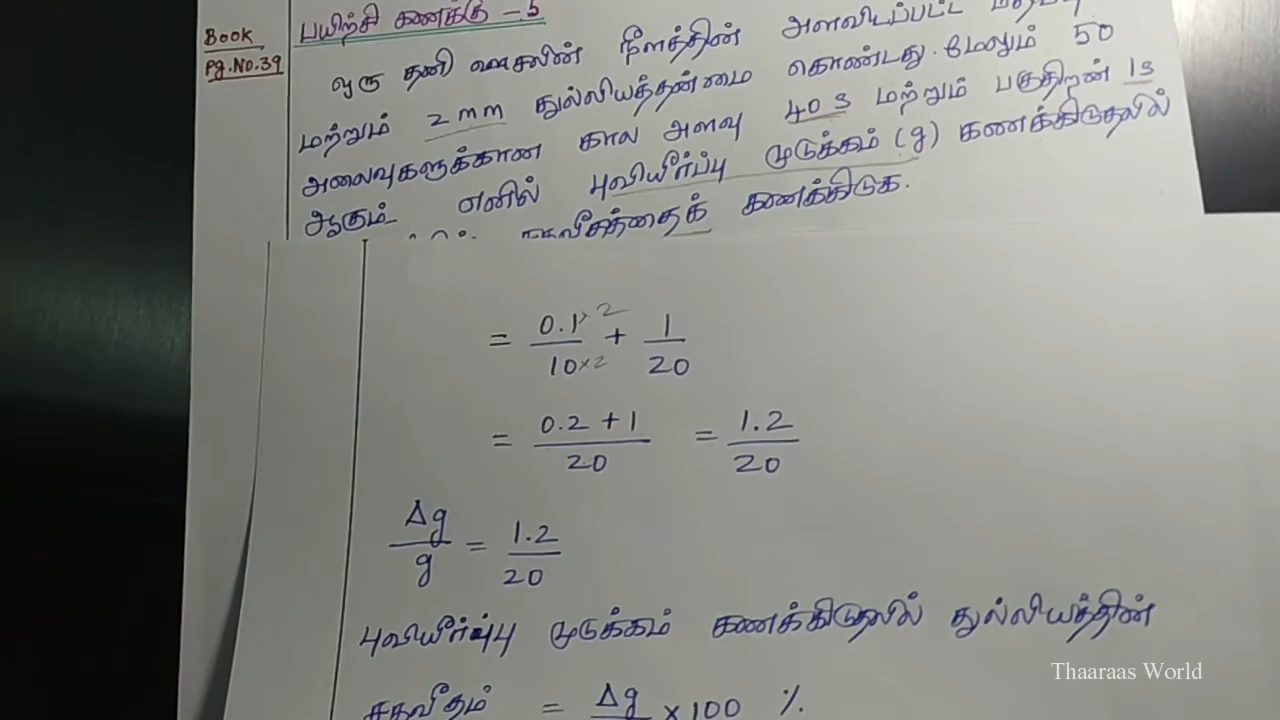 Book
Pg.No.39
பயிற்சி கணக்கு - 5
ஒரு தனி ஊசலின் நீளத்தின் அளவிடப்பட்ட
மற்றும் 2mm துல்லியத்தன்மை கொண்டது. மேலும் 50
அலைவுகளுக்கான கால அளவு 40 s மற்றும் பகுதிறன் 1s
ஆகும் எனில் புவியீர்ப்பு முடுக்கம் (g) கணக்கிடுதலில்
கணக்கிடுக.
= 0.1×2/10×2 + 1/20
= 0.2 + 1/20 = 1.2/20
Δg/g = 1.2/20
புவியீர்ப்பு முடுக்கம் கணக்கிடுதலில் துல்லியத்தின்
சதவீதம் = Δg × 100 %.
Thaaraas World